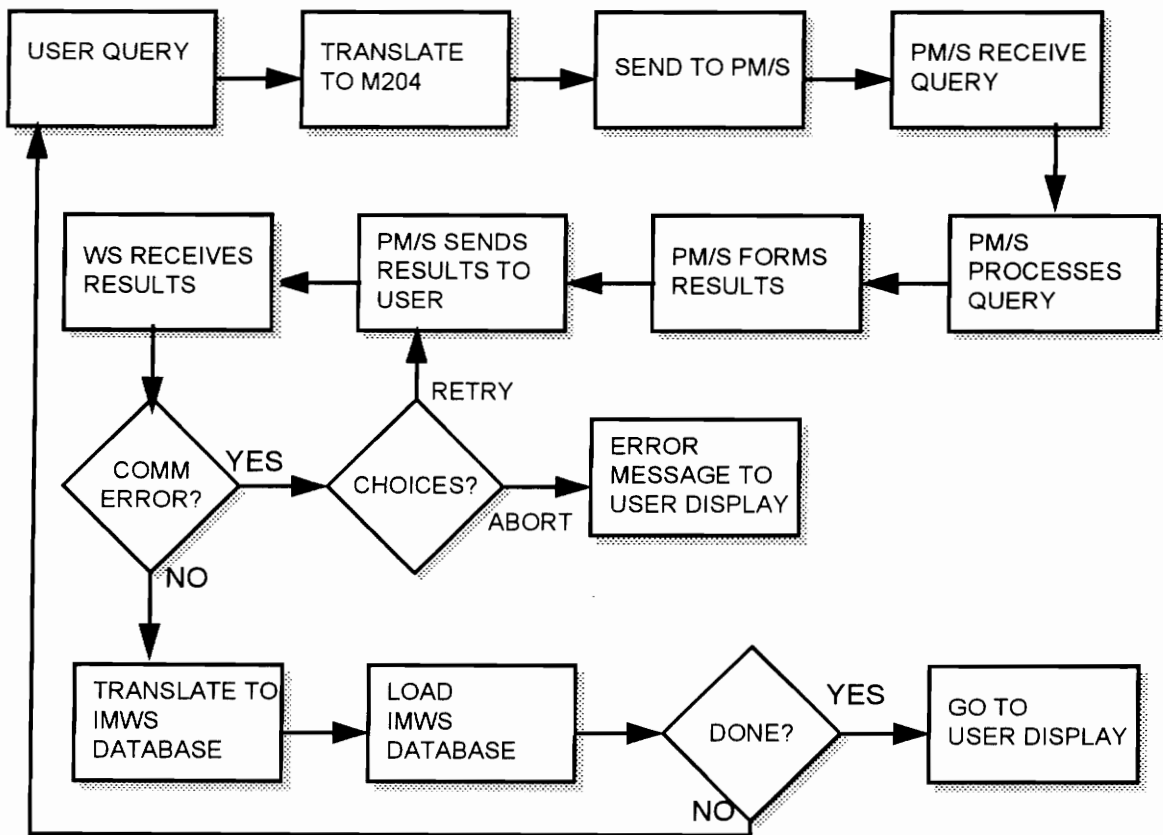 USER QUERY
TRANSLATE
TO M204
SEND TO PM/S
PM/S RECEIVE
QUERY
WS RECEIVES
RESULTS
PM/S SENDS
RESULTS TO
USER
PM/S FORMS
RESULTS
PM/S
PROCESSES
QUERY
RETRY
COMM
ERROR?
YES
CHOICES?
ABORT
ERROR
MESSAGE TO
USER DISPLAY
NO
TRANSLATE TO
IMWS
DATABASE
LOAD
IMWS
DATABASE
DONE?
YES
GO TO
USER DISPLAY
NO